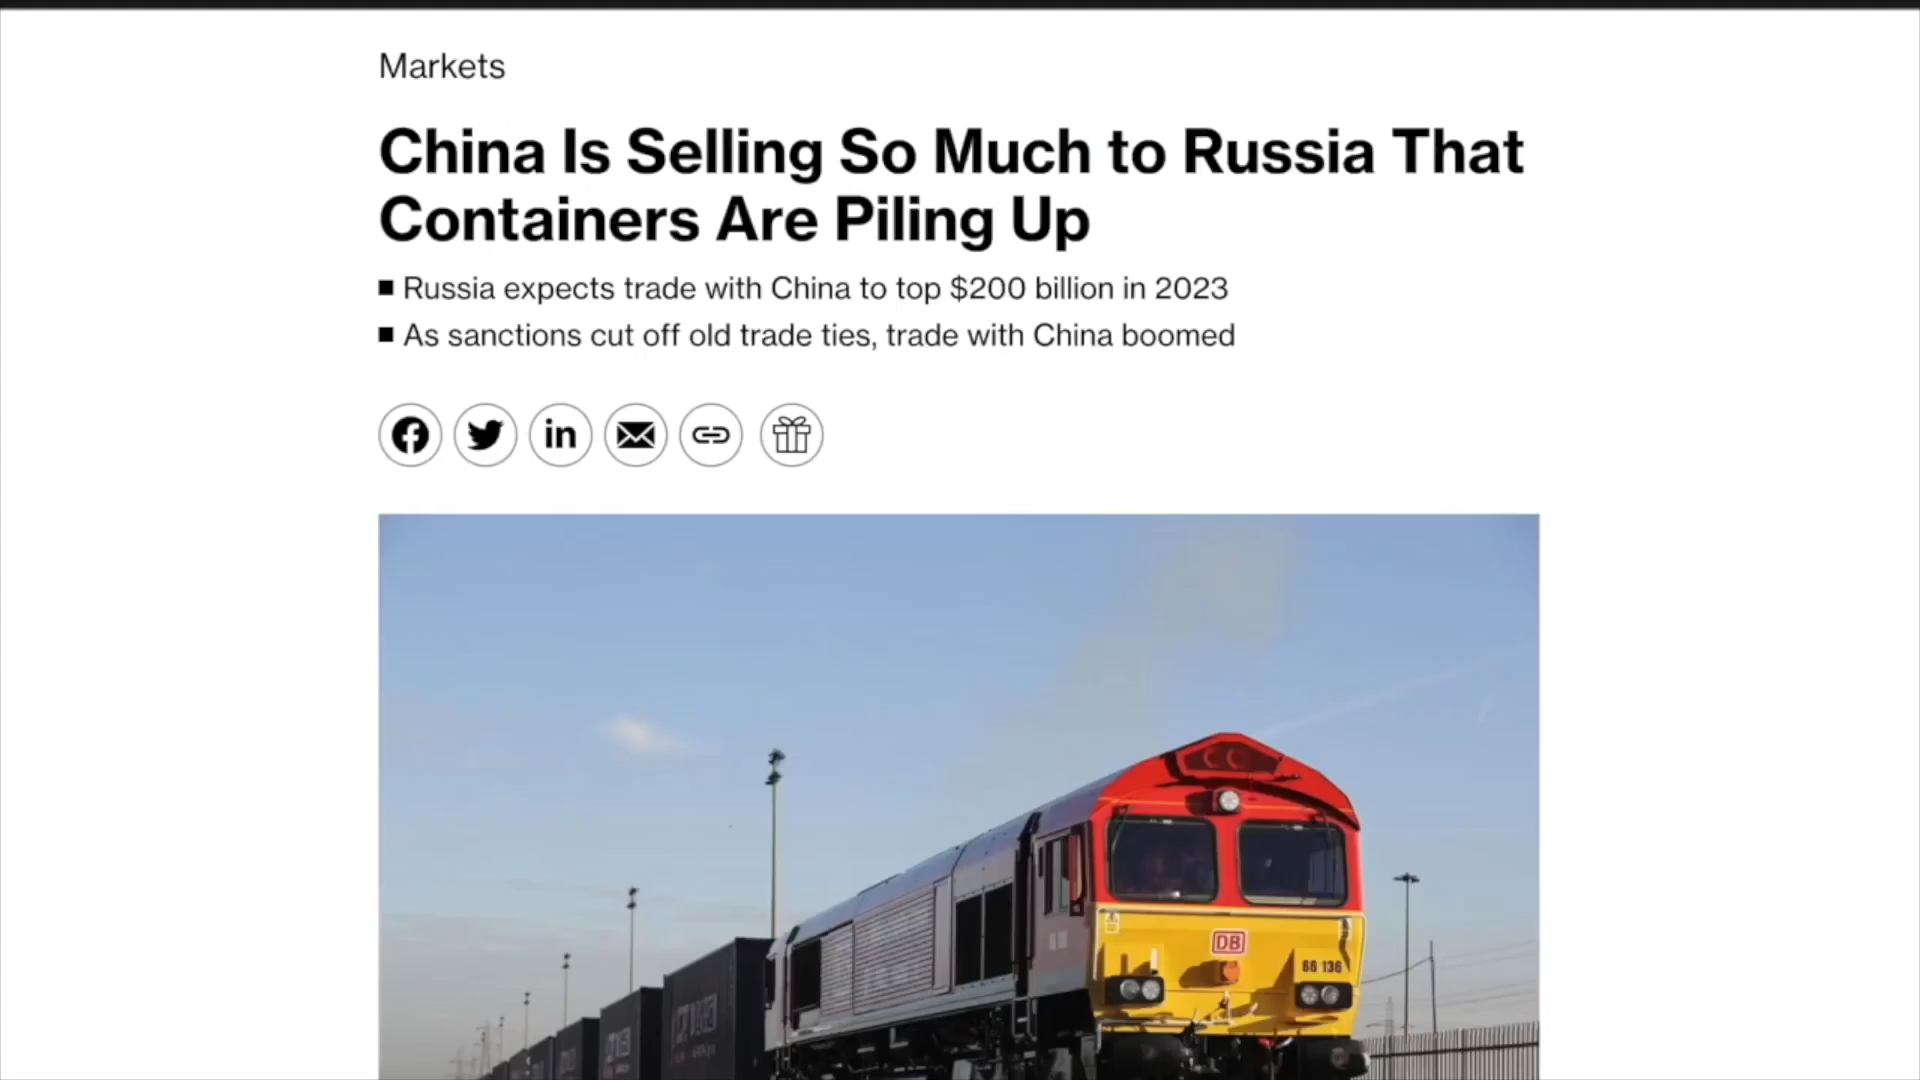 Markets
China Is Selling So Much to Russia That
Containers Are Piling Up
Russia expects trade with China to top $200 billion in 2023
As sanctions cut off old trade ties, trade with China boomed
in
DB
66 136